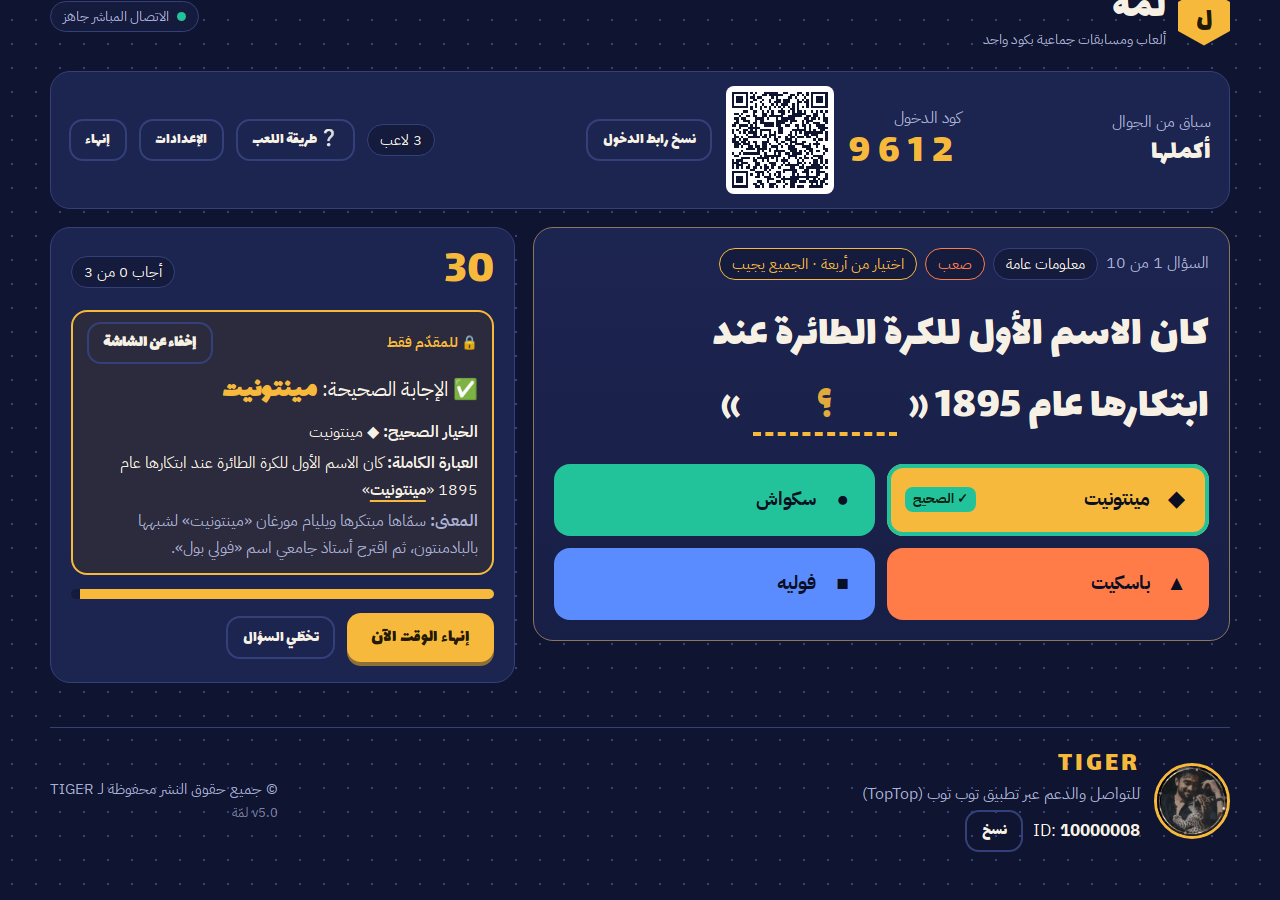 ل
لمّة
ألعاب ومسابقات جماعية بكود واحد
الاتصال المباشر جاهز
سباق من الجوال
أكملها
كود الدخول
9612
نسخ رابط الدخول
3 لاعب
❔ طريقة اللعب
الإعدادات
إنهاء
السؤال 1 من 10
معلومات عامة
صعب
اختيار من أربعة · الجميع يجيب
كان الاسم الأول للكرة الطائرة عند
ابتكارها عام 1895 «؟»
◆ مينتونيت ✓ الصحيح
● سكواش
▲ باسكيت
■ فوليه
30
أجاب 0 من 3
🔒 للمقدّم فقط
إخفاء عن الشاشة
✅ الإجابة الصحيحة: مينتونيت
الخيار الصحيح: ◆ مينتونيت
العبارة الكاملة: كان الاسم الأول للكرة الطائرة عند ابتكارها عام
1895 «مينتونيت»
المعنى: سمّاها مبتكرها ويليام مورغان «مينتونيت» لشبهها
بالبادمنتون، ثم اقترح أستاذ جامعي اسم «فولي بول».
إنهاء الوقت الآن
تخطّي السؤال
TIGER
للتواصل والدعم عبر تطبيق توب توب (TopTop)
ID: 10000008
نسخ
© جميع حقوق النشر محفوظة لـ TIGER
لمّة v5.0